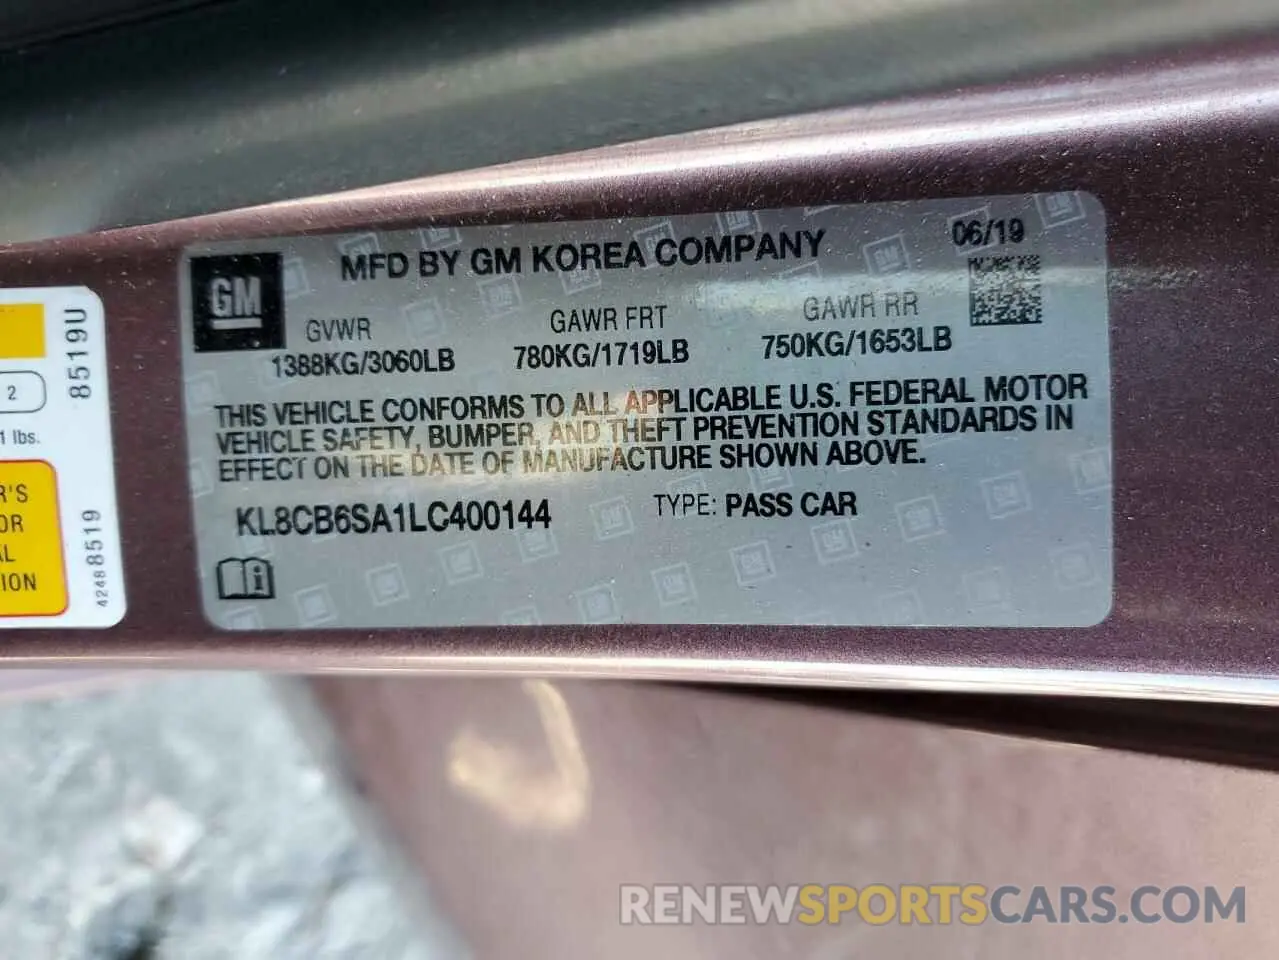 MFD BY GM KOREA COMPANY
06/19
GM
GVWR
GAWR FRT
GAWR RR
1388KG/3060LB
780KG/1719LB
750KG/1653LB
THIS VEHICLE CONFORMS TO ALL APPLICABLE U.S. FEDERAL MOTOR
VEHICLE SAFETY, BUMPER, AND THEFT PREVENTION STANDARDS IN
EFFECT ON THE DATE OF MANUFACTURE SHOWN ABOVE.
KL8CB6SA1LC400144
TYPE: PASS CAR
8519U
2
1 lbs.
R'S
OR
AL
ION
42488519
RENEWSPORTSCARS.COM